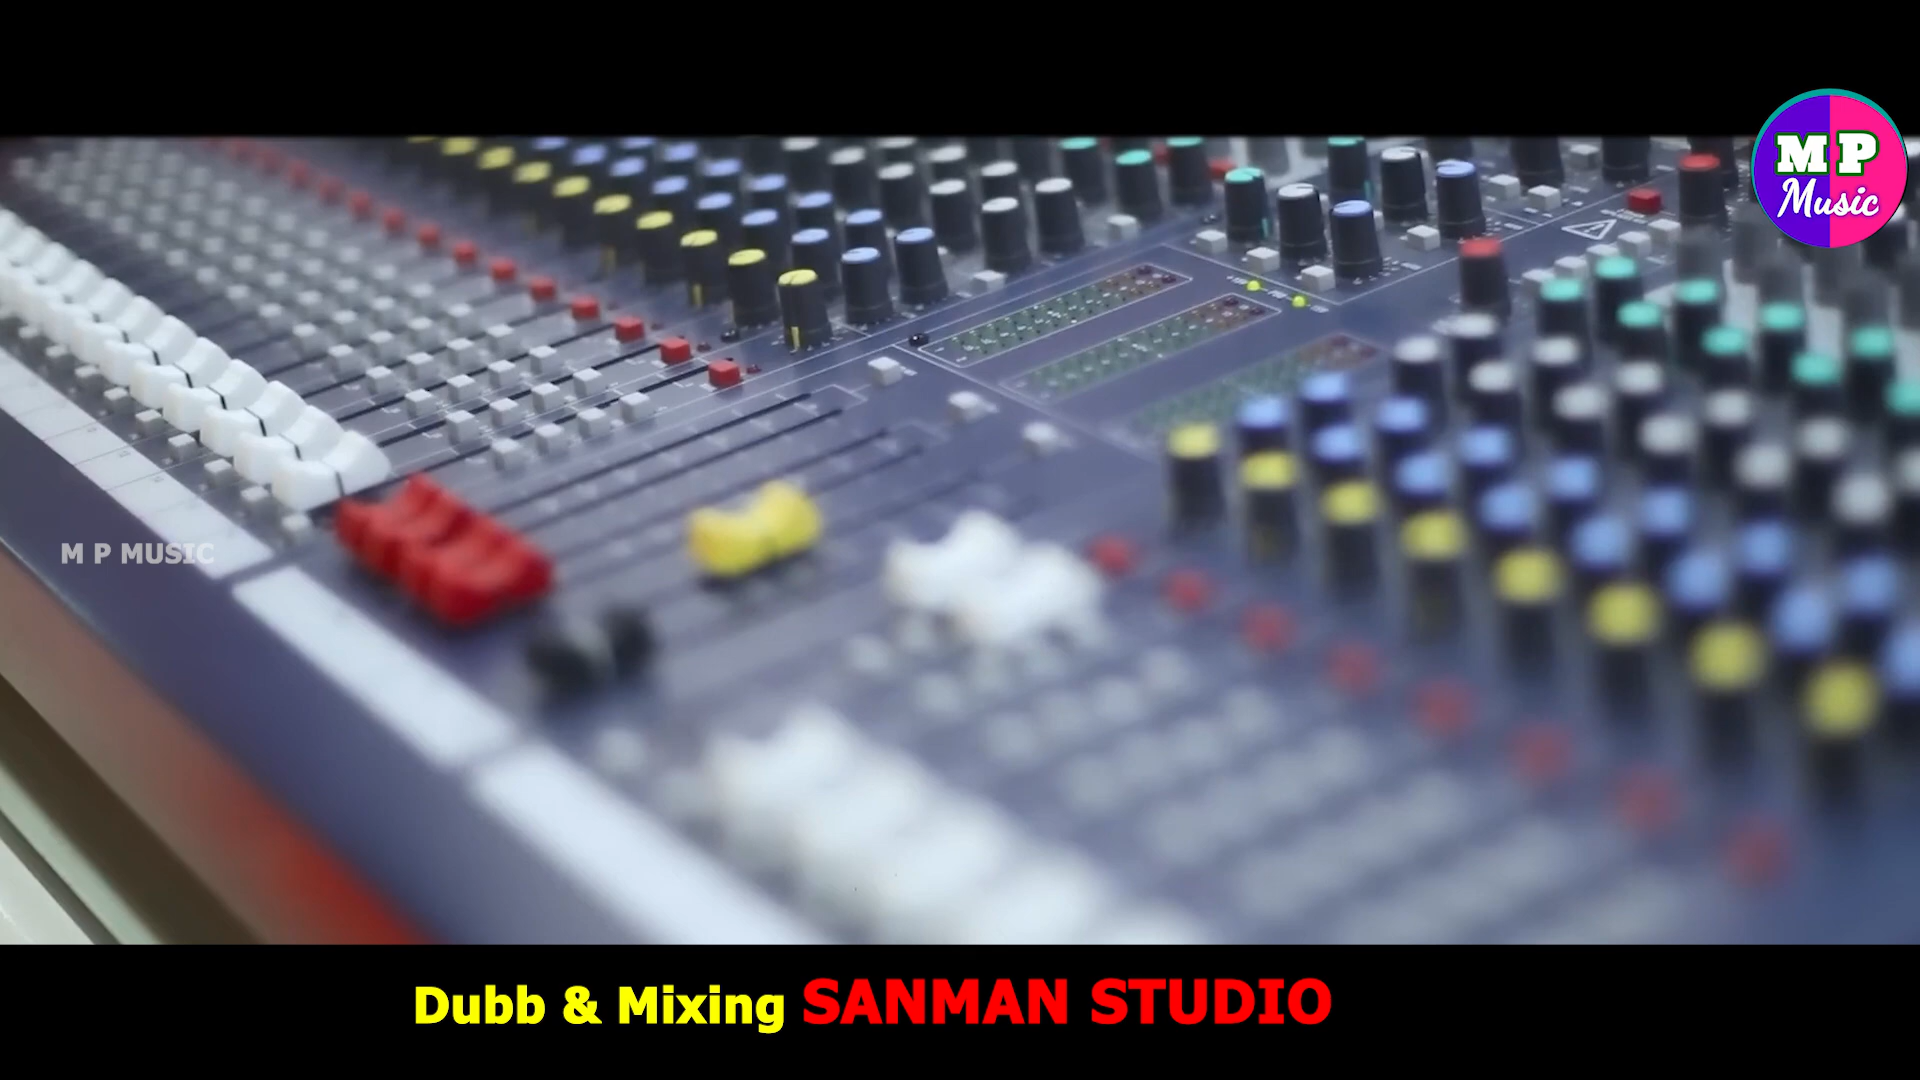 M P
Music
M P MUSIC
Dubb & Mixing SANMAN STUDIO